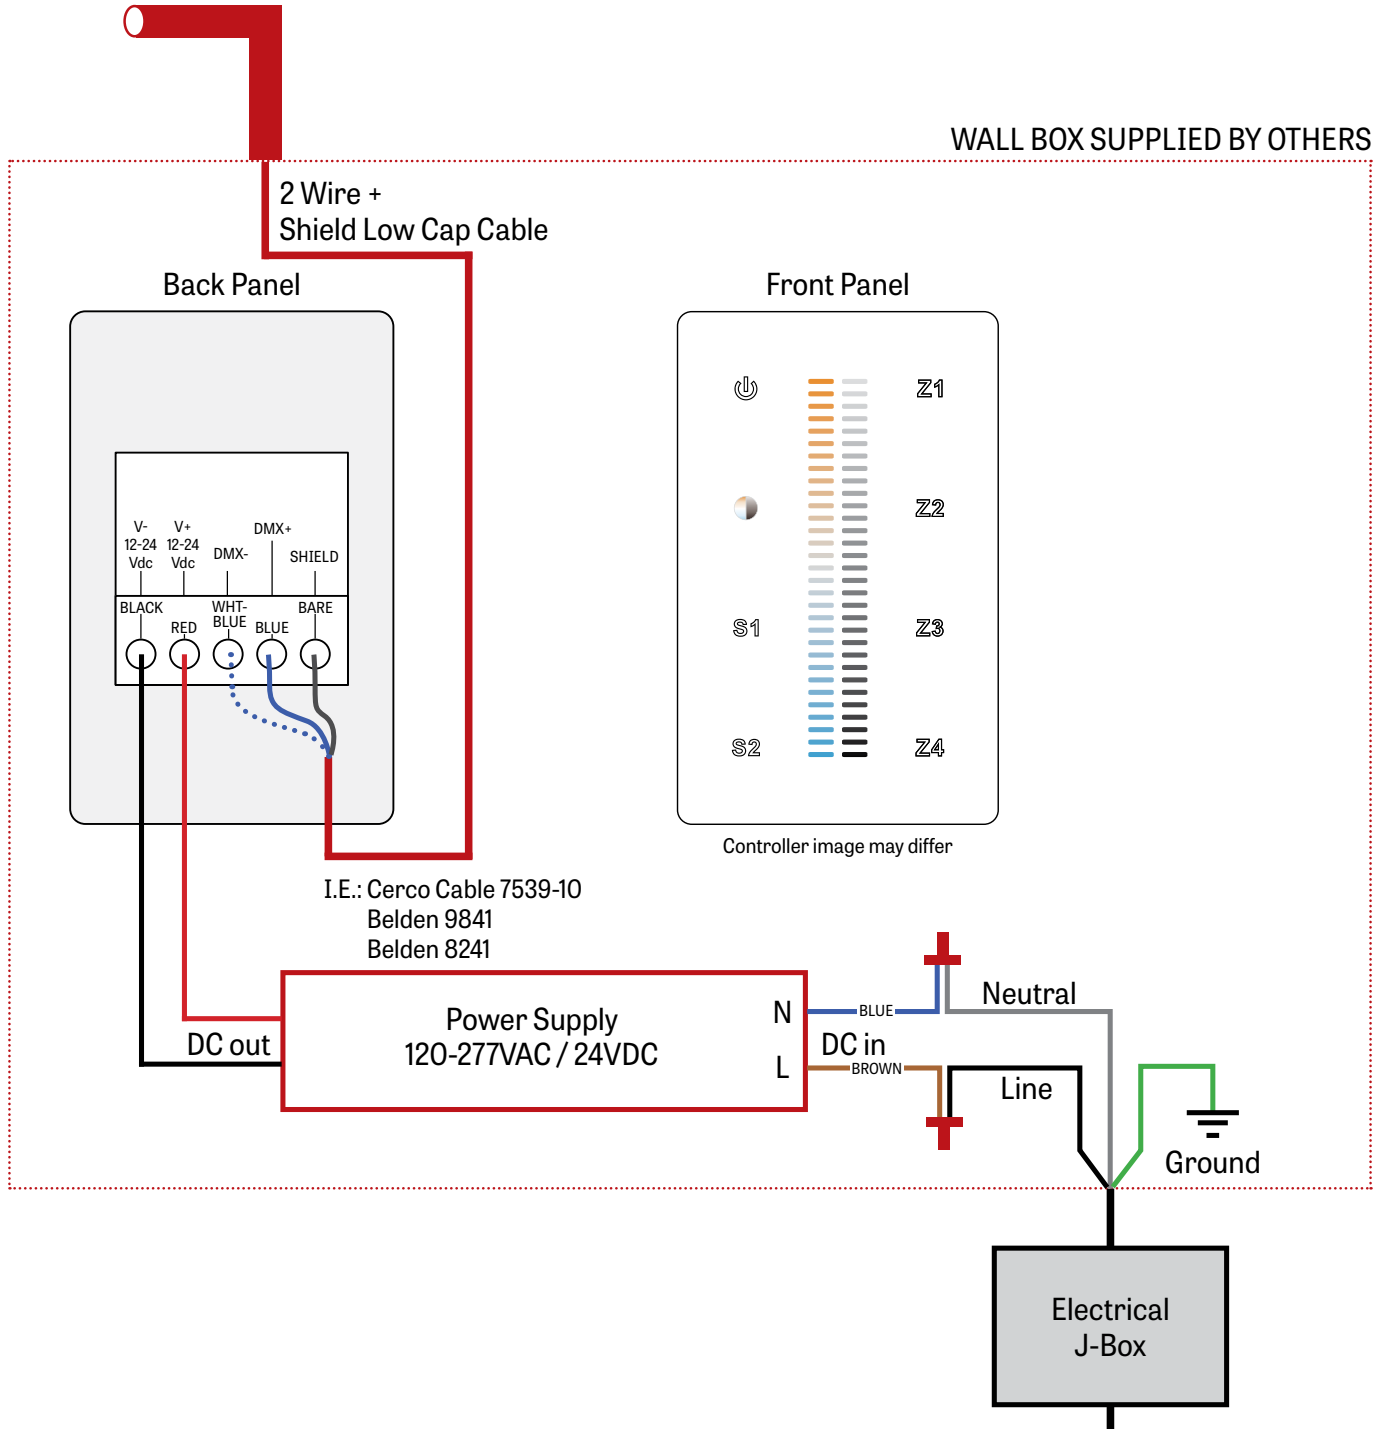 WALL BOX SUPPLIED BY OTHERS
2 Wire +
Shield Low Cap Cable
Back Panel
Front Panel
V-
12-24
Vdc
V+
12-24
Vdc
DMX-
DMX+
SHIELD
BLACK
RED
WHT-
BLUE
BLUE
BARE
Z1
Z2
S1
Z3
S2
Z4
Controller image may differ
I.E.: Cerco Cable 7539-10
Belden 9841
Belden 8241
Power Supply
120-277VAC / 24VDC
DC out
N
L
BLUE
DC in
BROWN
Neutral
Line
Ground
Electrical
J-Box